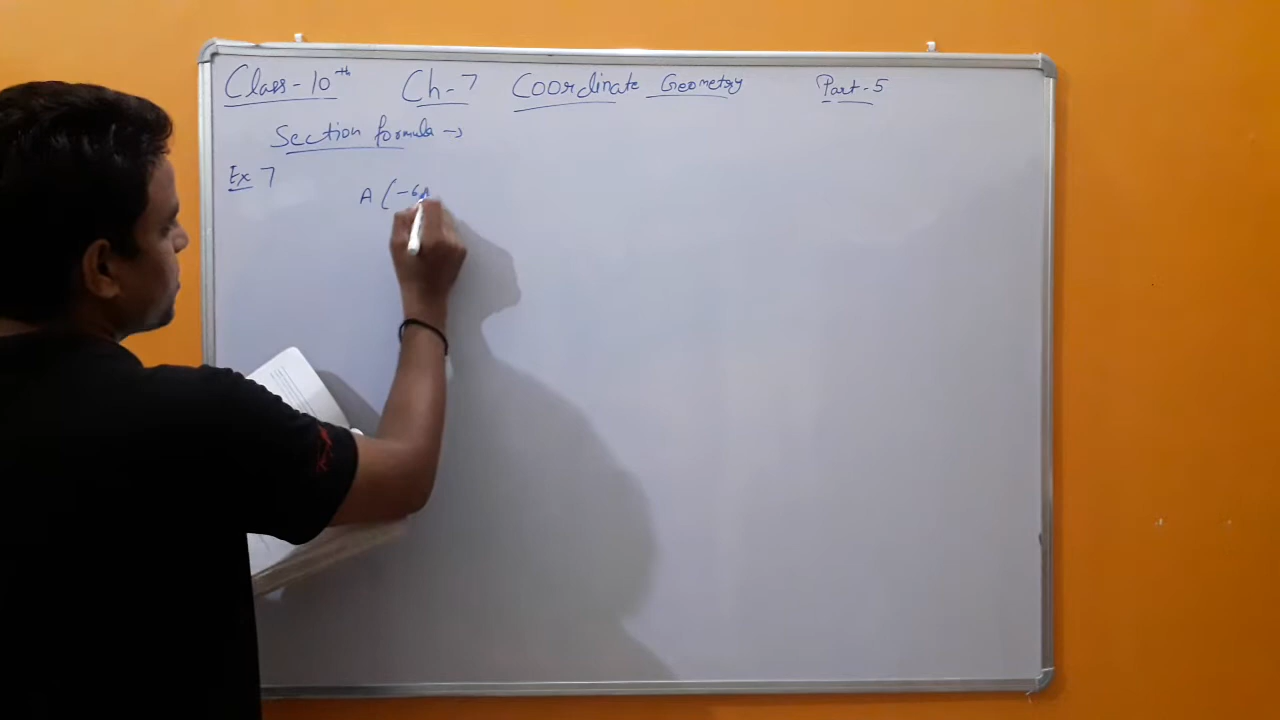 Class-10th Ch-7 Coordinate Geometry Part-5
Section formula →
Ex 7
A (-6,